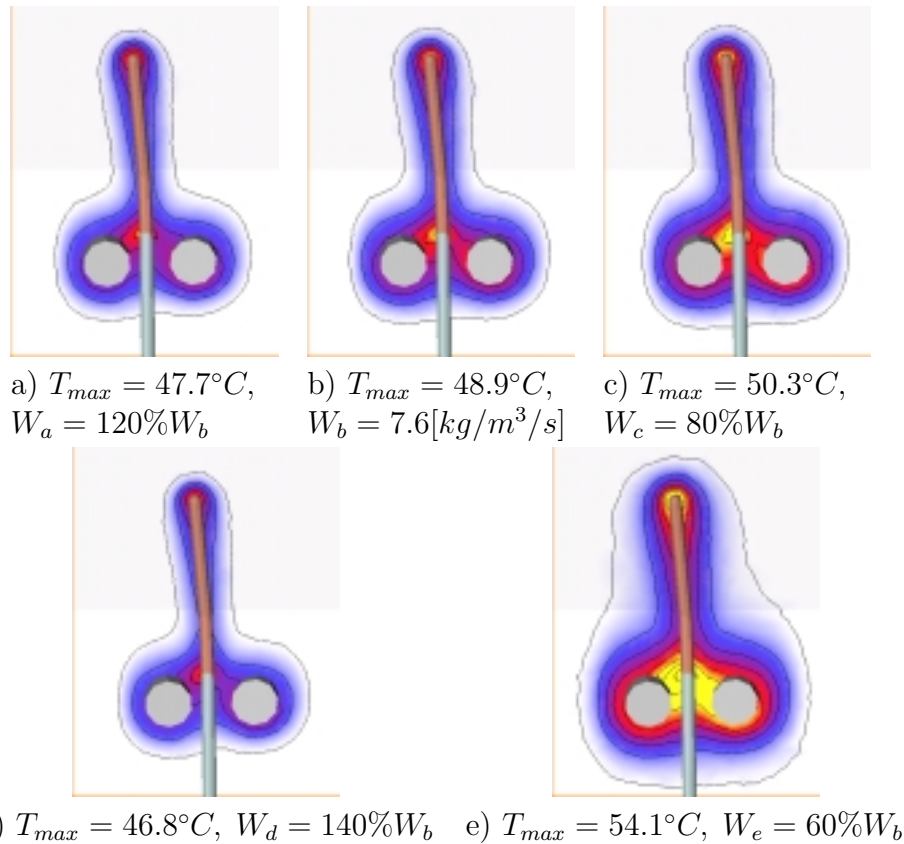 a) T_{max} = 47.7°C,
W_a = 120%W_b
b) T_{max} = 48.9°C,
W_b = 7.6[kg/m^3/s]
c) T_{max} = 50.3°C,
W_c = 80%W_b
) T_{max} = 46.8°C, W_d = 140%W_b
e) T_{max} = 54.1°C, W_e = 60%W_b